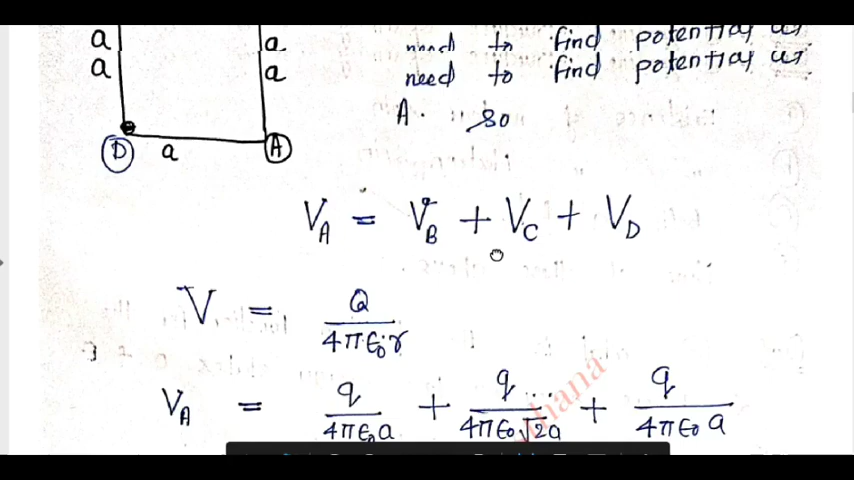 a a need to find potential at
a a need to find potential at
D a A A. so
V_A = V_B + V_C + V_D
V = Q / 4πε₀r
V_A = q / 4πε₀a + q / 4πε₀√2a + q / 4πε₀a